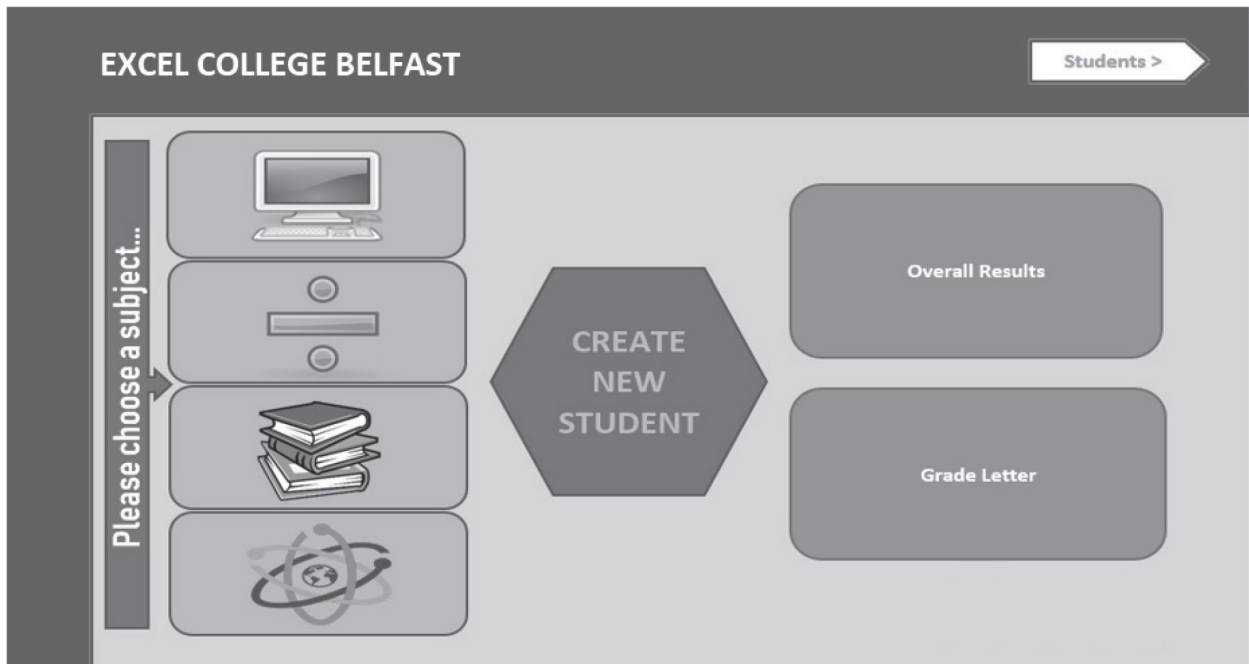 EXCEL COLLEGE BELFAST
Students >
Please choose a subject...
CREATE
NEW
STUDENT
Overall Results
Grade Letter